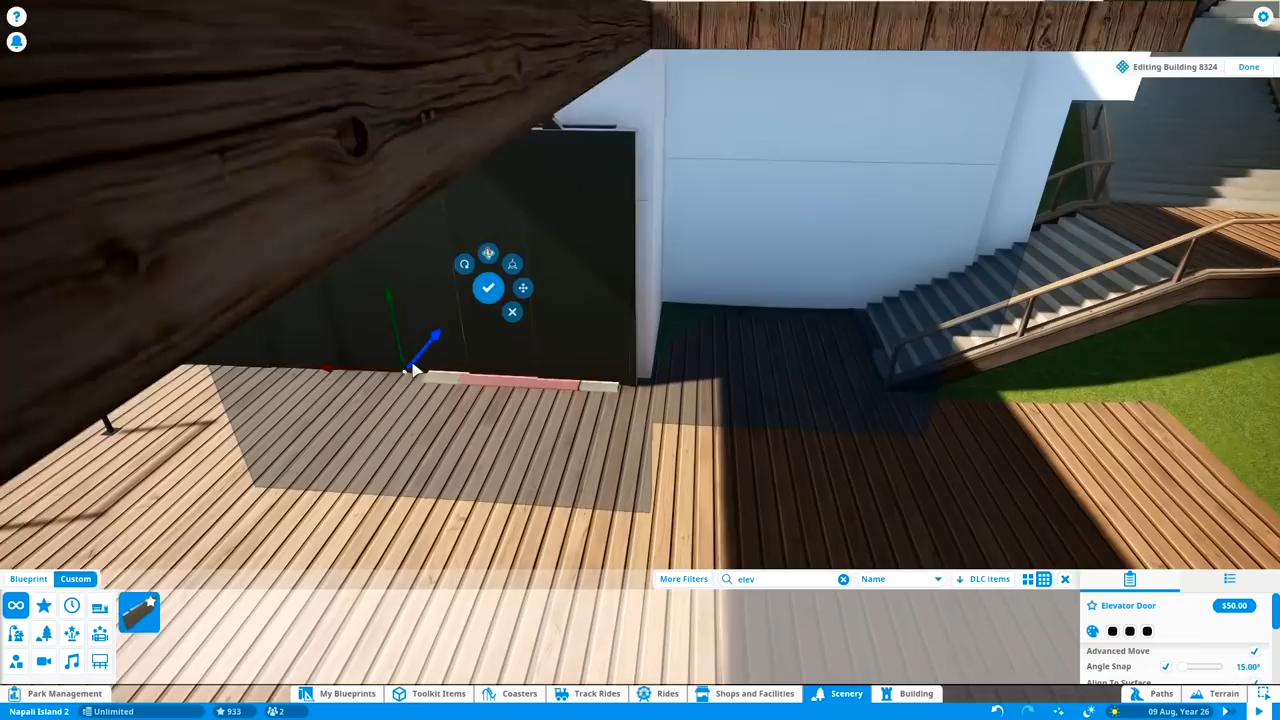 ?
Editing Building 8324 Done
Blueprint Custom
More Filters elev Name DLC items
Elevator Door $50.00
Advanced Move
Angle Snap 15.00°
Park Management My Blueprints Toolkit Items Coasters Track Rides Rides Shops and Facilities Scenery Building Paths Terrain
Napali Island 2 Unlimited 933 2 09 Aug, Year 26